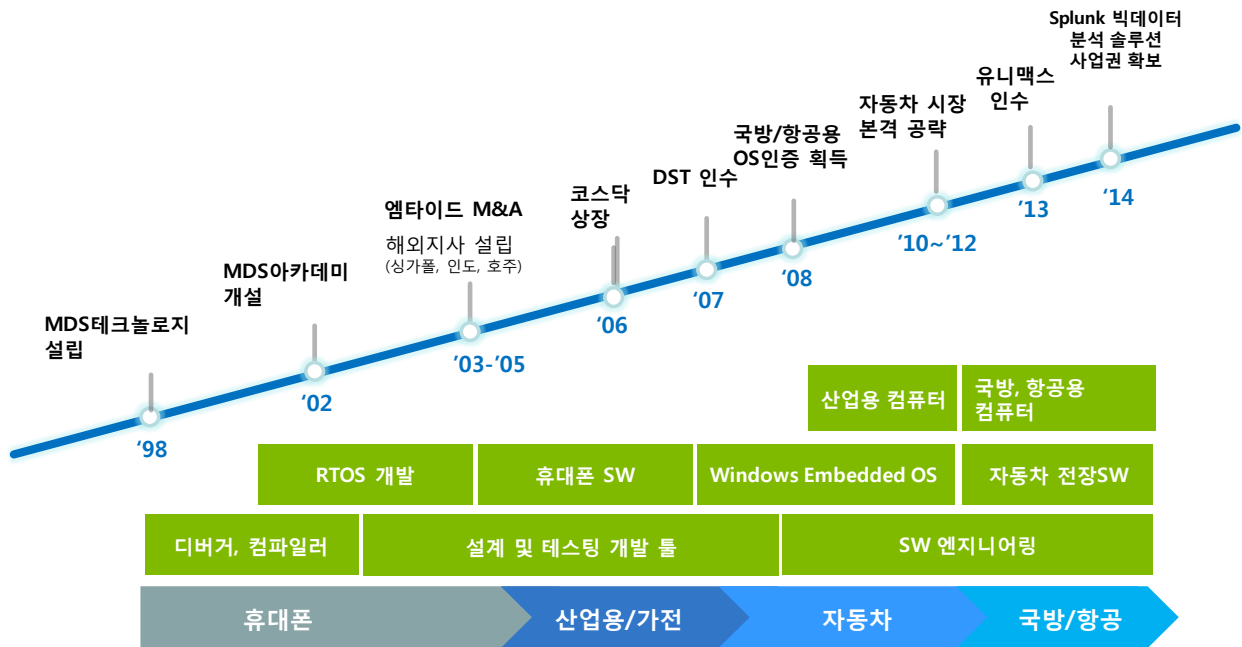 MDS테크놀로지
설립
‘98
MDS아카데미
개설
‘02
엠타이드 M&A
해외지사 설립
(싱가폴, 인도, 호주)
’03-’05
코스닥
상장
‘06
DST 인수
‘07
국방/항공용
OS인증 획득
‘08
자동차 시장
본격 공략
’10~’12
유니맥스
인수
’13
Splunk 빅데이터
분석 솔루션
사업권 확보
’14
산업용 컴퓨터
국방, 항공용
컴퓨터
RTOS 개발
휴대폰 SW
Windows Embedded OS
자동차 전장SW
디버거, 컴파일러
설계 및 테스팅 개발 툴
SW 엔지니어링
휴대폰
산업용/가전
자동차
국방/항공